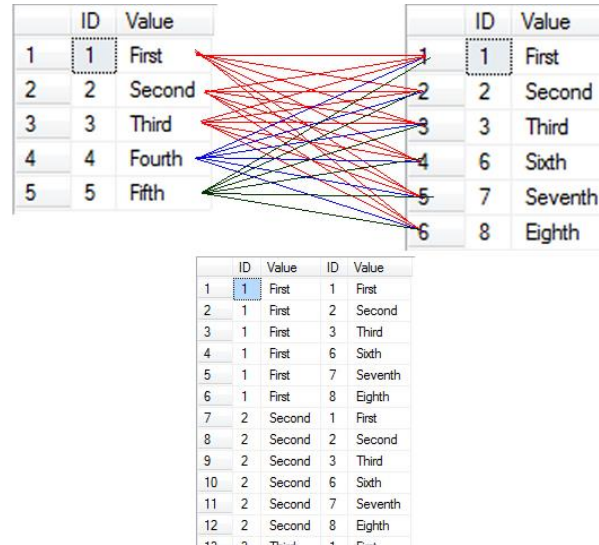 ID Value
1 1 First
2 2 Second
3 3 Third
4 4 Fourth
5 5 Fifth
ID Value
1 1 First
2 2 Second
3 3 Third
4 6 Sixth
5 7 Seventh
6 8 Eighth
ID Value ID Value
1 1 First 1 First
2 1 First 2 Second
3 1 First 3 Third
4 1 First 6 Sixth
5 1 First 7 Seventh
6 1 First 8 Eighth
7 2 Second 1 First
8 2 Second 2 Second
9 2 Second 3 Third
10 2 Second 6 Sixth
11 2 Second 7 Seventh
12 2 Second 8 Eighth
13 3 Third 1 First